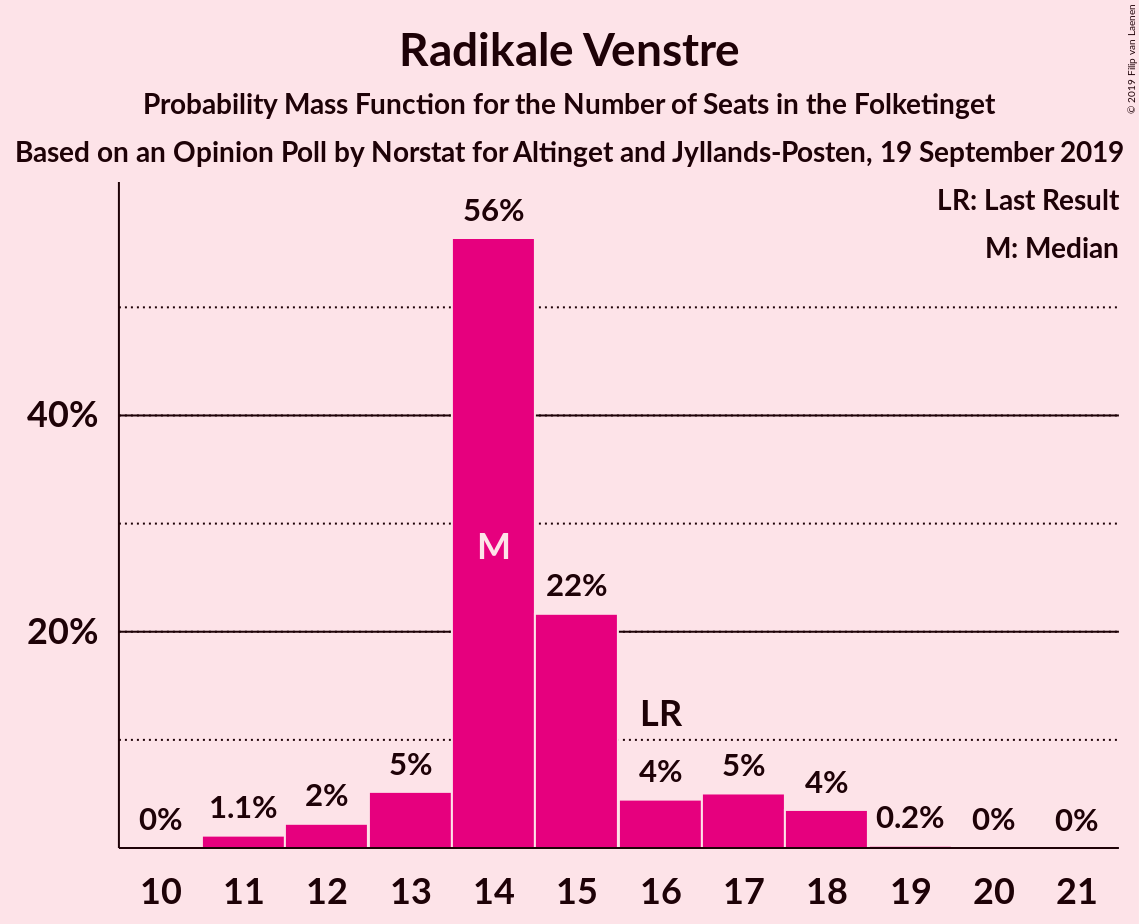 Radikale Venstre
Probability Mass Function for the Number of Seats in the Folketinget
Based on an Opinion Poll by Norstat for Altinget and Jyllands-Posten, 19 September 2019
© 2019 Filip van Laenen
LR: Last Result
M: Median
56%
40%
M
22%
20%
LR
5%
4%
5%
4%
0%
1.1%
2%
0.2%
0%
0%
10 11 12 13 14 15 16 17 18 19 20 21